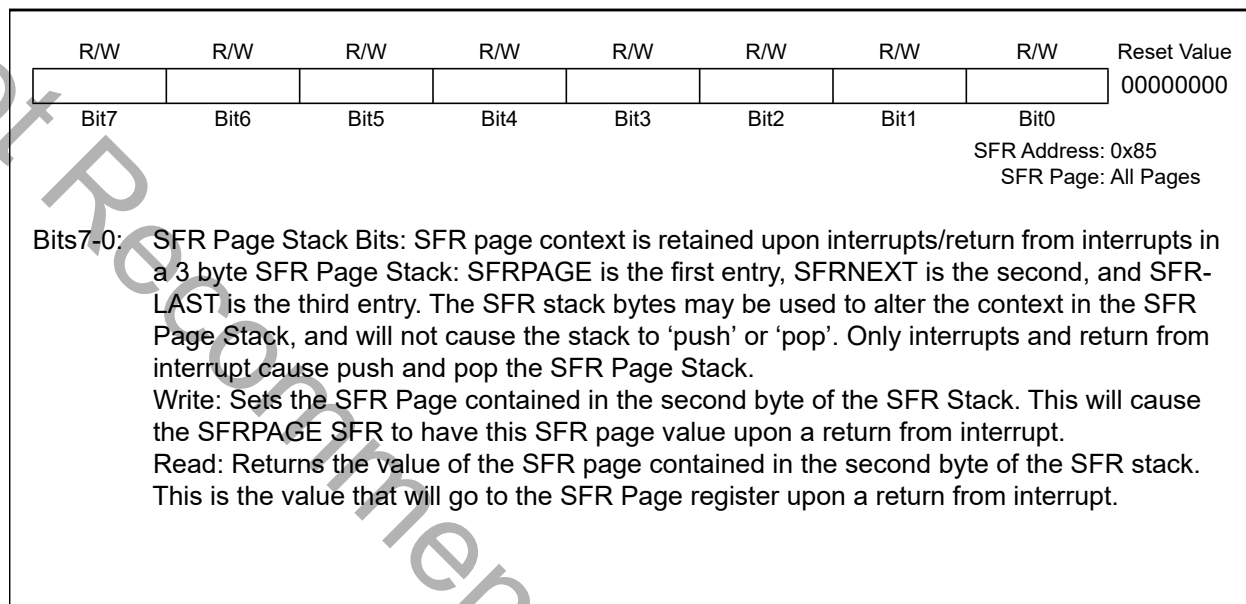 R/W R/W R/W R/W R/W R/W R/W R/W Reset Value
00000000
Bit7 Bit6 Bit5 Bit4 Bit3 Bit2 Bit1 Bit0
SFR Address: 0x85
SFR Page: All Pages
Bits7-0: SFR Page Stack Bits: SFR page context is retained upon interrupts/return from interrupts in
a 3 byte SFR Page Stack: SFRPAGE is the first entry, SFRNEXT is the second, and SFR-
LAST is the third entry. The SFR stack bytes may be used to alter the context in the SFR
Page Stack, and will not cause the stack to ‘push’ or ‘pop’. Only interrupts and return from
interrupt cause push and pop the SFR Page Stack.
Write: Sets the SFR Page contained in the second byte of the SFR Stack. This will cause
the SFRPAGE SFR to have this SFR page value upon a return from interrupt.
Read: Returns the value of the SFR page contained in the second byte of the SFR stack.
This is the value that will go to the SFR Page register upon a return from interrupt.
Recommen